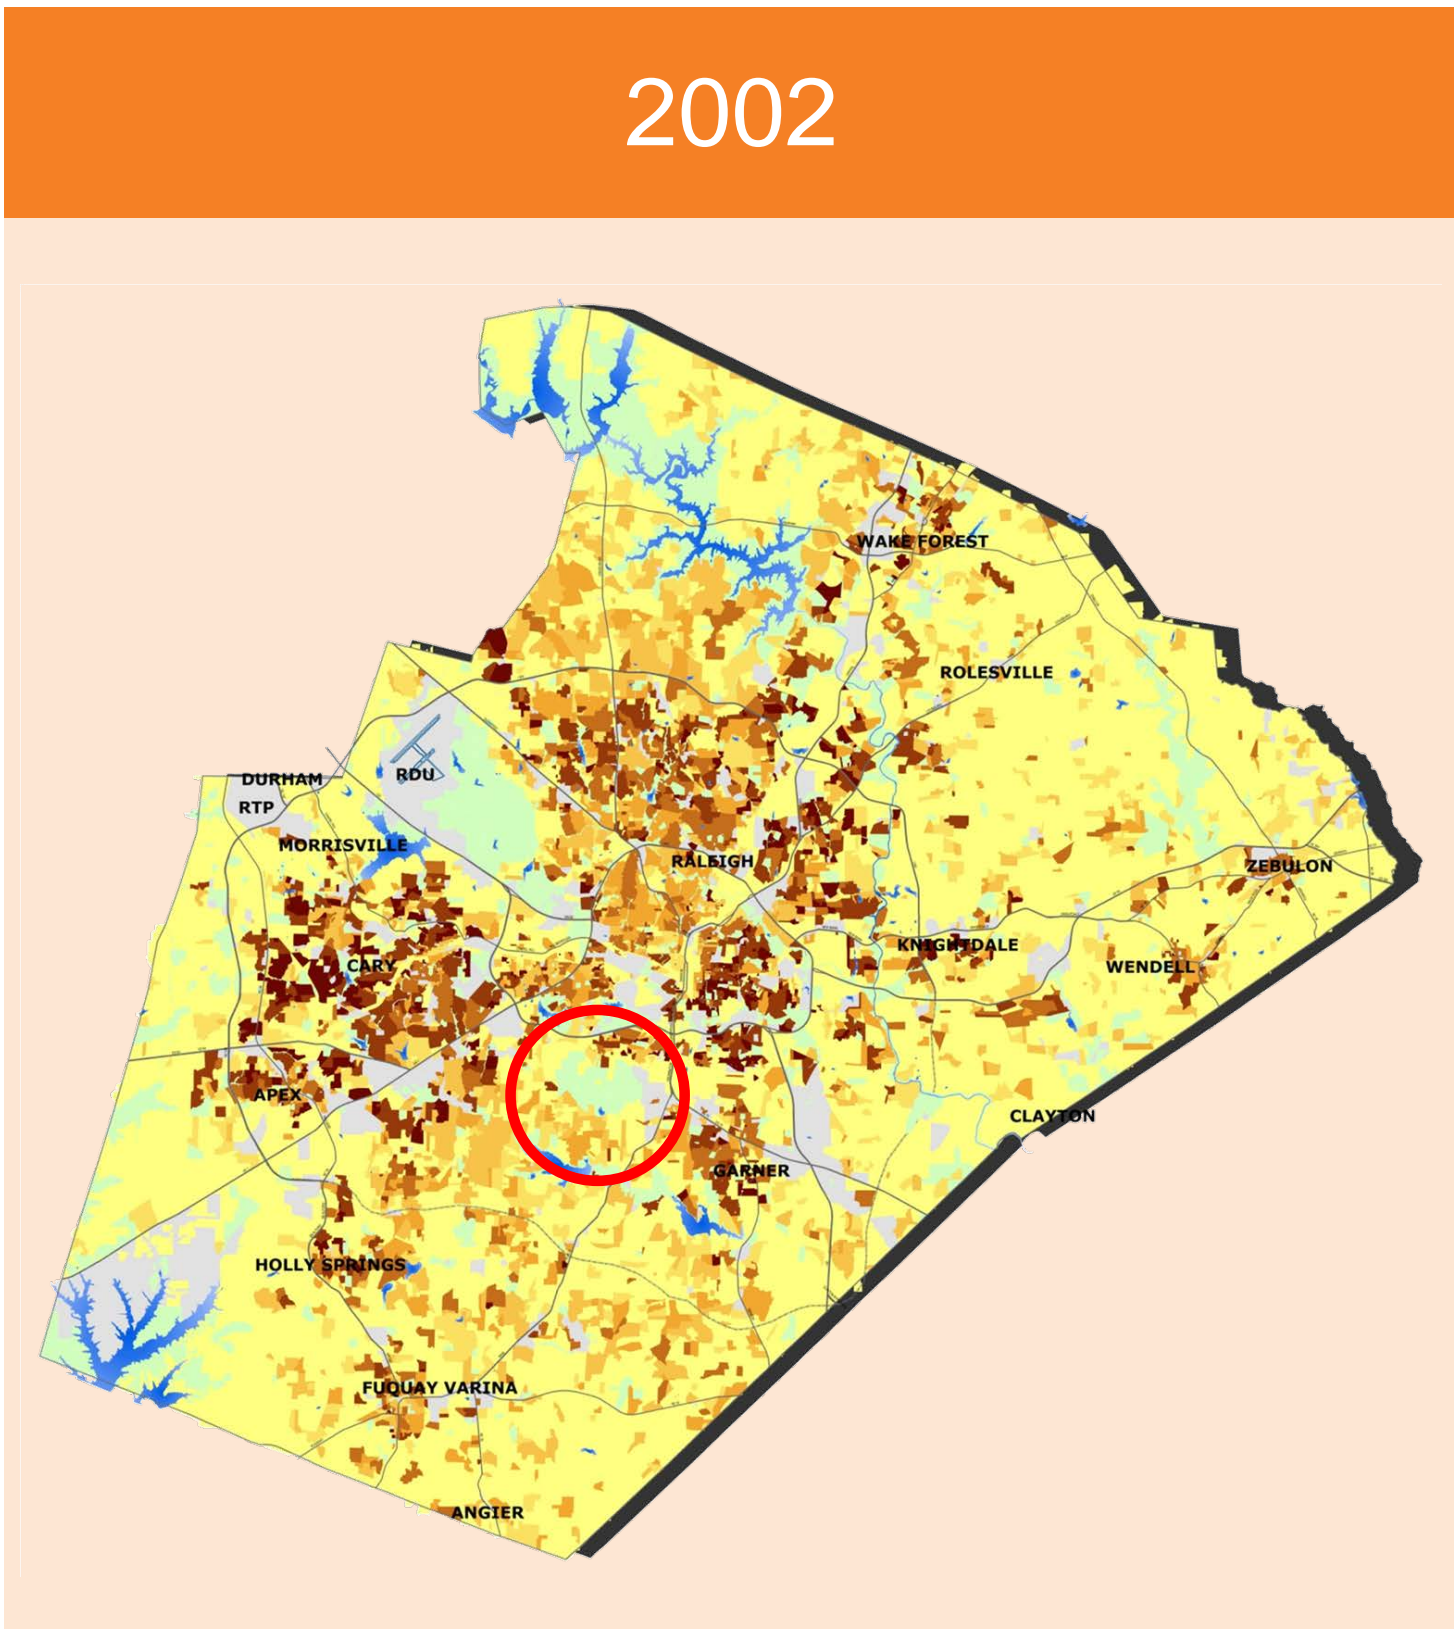 2002
WAKE FOREST
ROLESVILLE
DURHAM
RDU
RTP
MORRISVILLE
RALEIGH
ZEBULON
KNIGHTDALE
CARY
WENDELL
APEX
CLAYTON
GARNER
HOLLY SPRINGS
FUQUAY VARINA
ANGIER